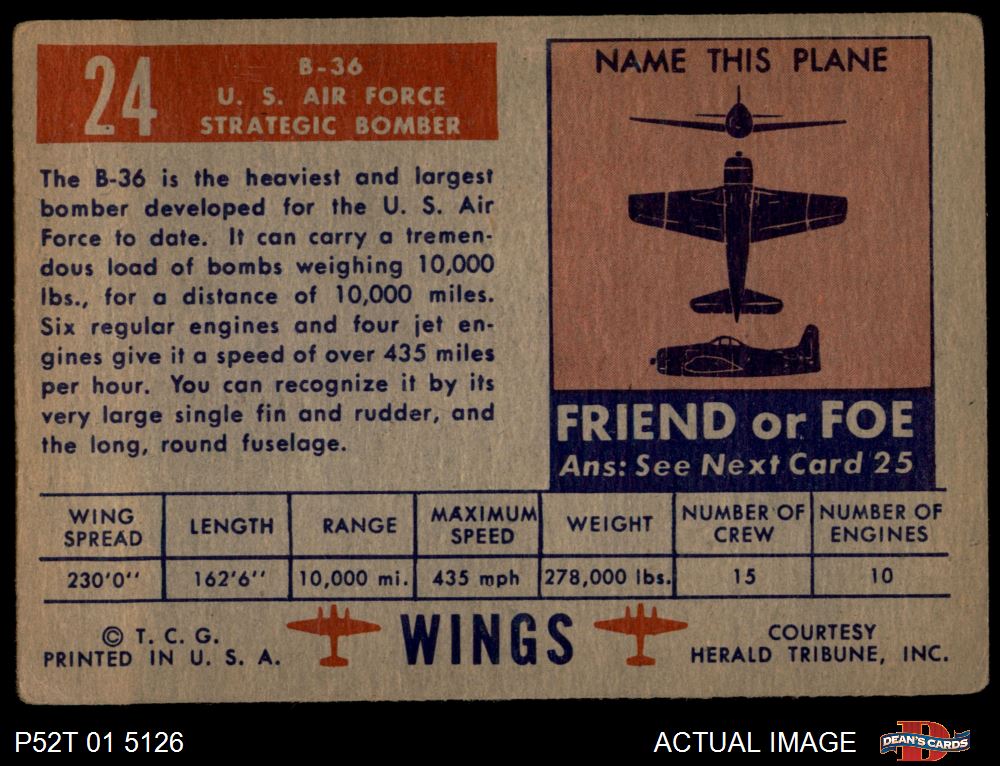 24
B-36
U. S. AIR FORCE
STRATEGIC BOMBER
The B-36 is the heaviest and largest
bomber developed for the U. S. Air
Force to date. It can carry a tremen-
dous load of bombs weighing 10,000
lbs., for a distance of 10,000 miles.
Six regular engines and four jet en-
gines give it a speed of over 435 miles
per hour. You can recognize it by its
very large single fin and rudder, and
the long, round fuselage.
NAME THIS PLANE
FRIEND or FOE
Ans: See Next Card 25
WING SPREAD LENGTH RANGE MAXIMUM SPEED WEIGHT NUMBER OF CREW NUMBER OF ENGINES
230'0'' 162'6'' 10,000 mi. 435 mph 278,000 lbs. 15 10
© T. C. G.
PRINTED IN U. S. A.
WINGS
COURTESY
HERALD TRIBUNE, INC.
P52T 01 5126
ACTUAL IMAGE
D
DEAN'S CARDS